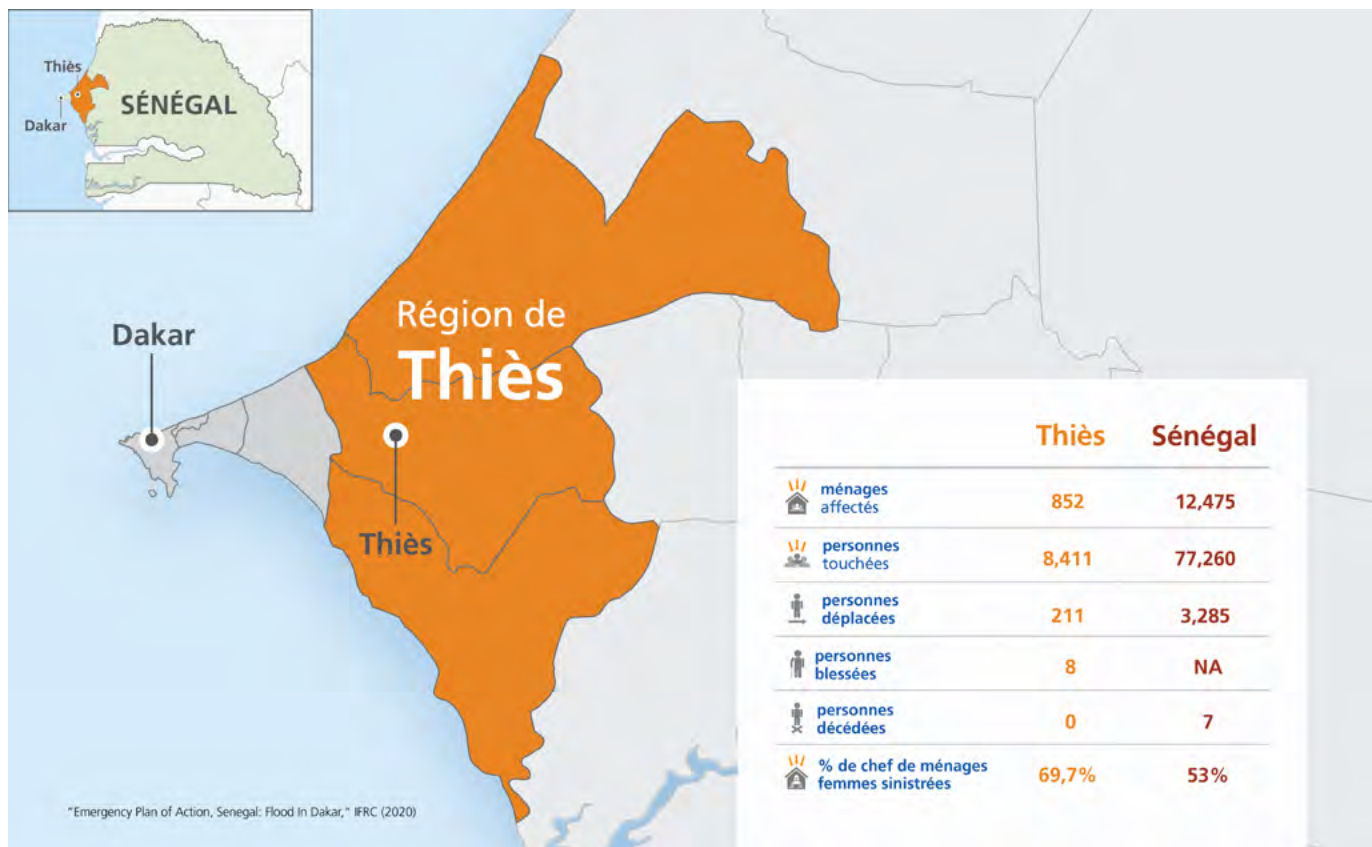 Thiès
SÉNÉGAL
Dakar
Dakar
Région de
Thiès
Thiès
Thiès Sénégal
ménages
affectés
852 12,475
personnes
touchées
8,411 77,260
personnes
déplacées
211 3,285
personnes
blessées
8 NA
personnes
décédées
0 7
% de chef de ménages
femmes sinistrées
69,7% 53%
"Emergency Plan of Action, Senegal: Flood In Dakar," IFRC (2020)